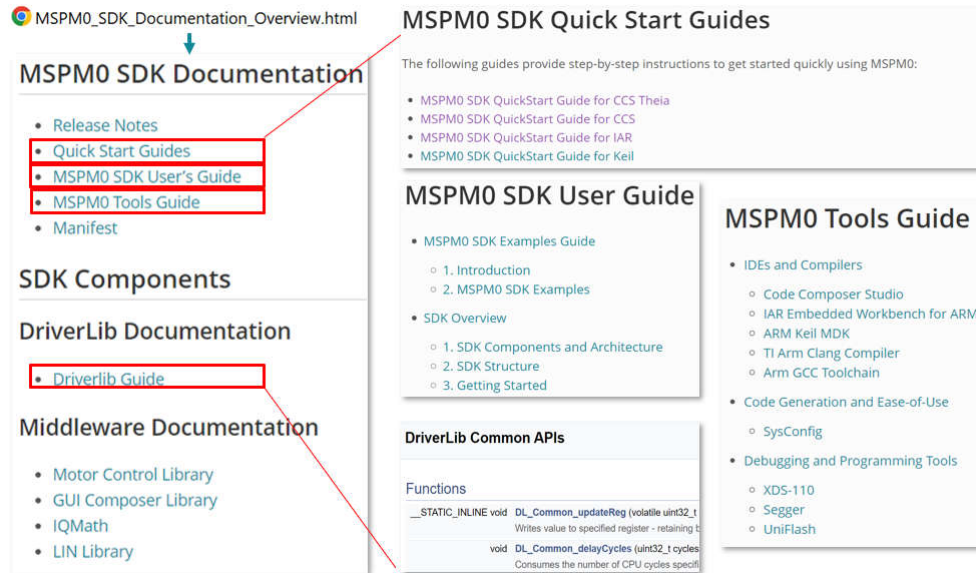 MSPM0_SDK_Documentation_Overview.html
MSPM0 SDK Documentation
Release Notes
Quick Start Guides
MSPM0 SDK User's Guide
MSPM0 Tools Guide
Manifest
SDK Components
DriverLib Documentation
Driverlib Guide
Middleware Documentation
Motor Control Library
GUI Composer Library
IQMath
LIN Library
MSPM0 SDK Quick Start Guides
The following guides provide step-by-step instructions to get started quickly using MSPM0:
MSPM0 SDK QuickStart Guide for CCS Theia
MSPM0 SDK QuickStart Guide for CCS
MSPM0 SDK QuickStart Guide for IAR
MSPM0 SDK QuickStart Guide for Keil
MSPM0 SDK User Guide
MSPM0 SDK Examples Guide
1. Introduction
2. MSPM0 SDK Examples
SDK Overview
1. SDK Components and Architecture
2. SDK Structure
3. Getting Started
DriverLib Common APIs
Functions
__STATIC_INLINE void DL_Common_updateReg (volatile uint32_t
Writes value to specified register - retaining
void DL_Common_delayCycles (uint32_t cycles
Consumes the number of CPU cycles
MSPM0 Tools Guide
IDEs and Compilers
Code Composer Studio
IAR Embedded Workbench for ARM
ARM Keil MDK
TI Arm Clang Compiler
Arm GCC Toolchain
Code Generation and Ease-of-Use
SysConfig
Debugging and Programming Tools
XDS-110
Segger
UniFlash